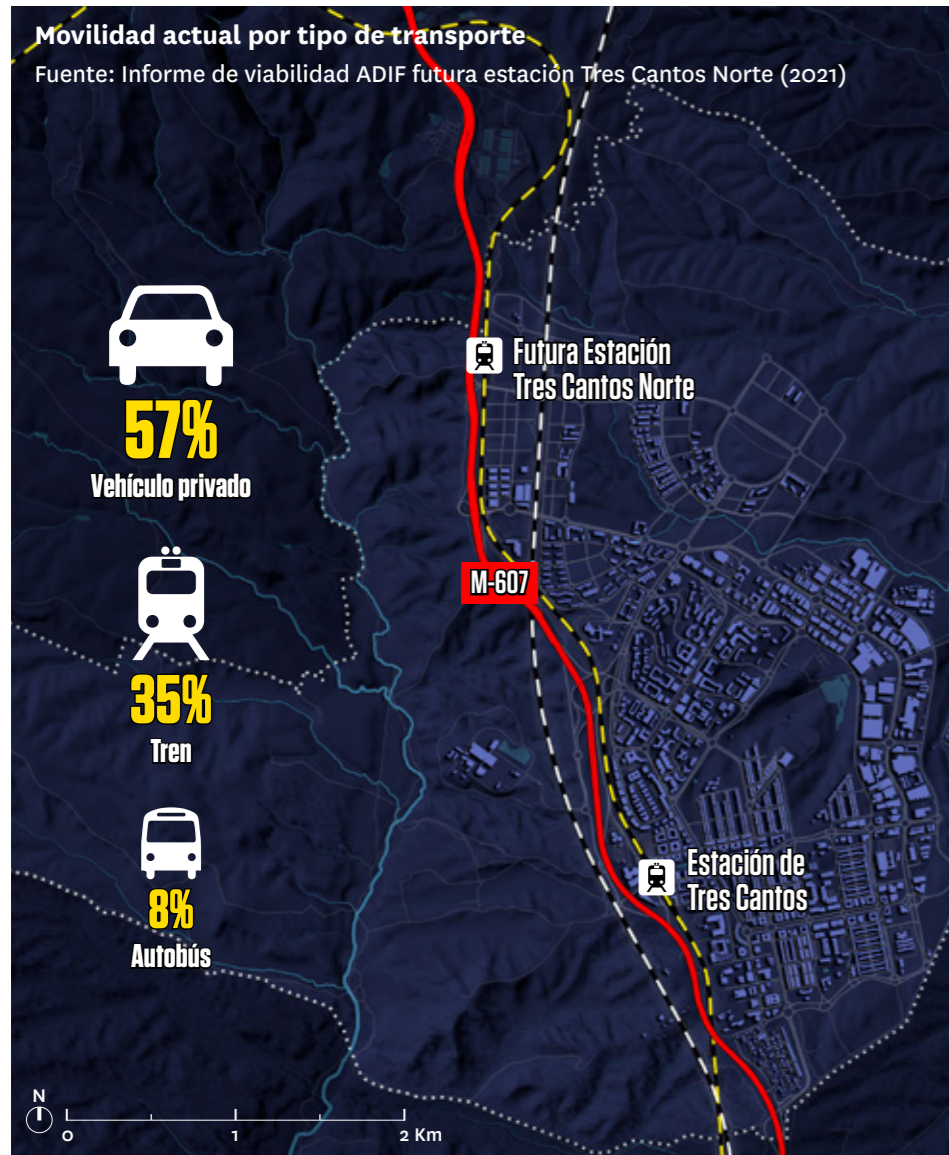 Movilidad actual por tipo de transporte
Fuente: Informe de viabilidad ADIF futura estación Tres Cantos Norte (2021)
57%
Vehículo privado
35%
Tren
8%
Autobús
Futura Estación
Tres Cantos Norte
M-607
Estación de
Tres Cantos
N
0 1 2 Km